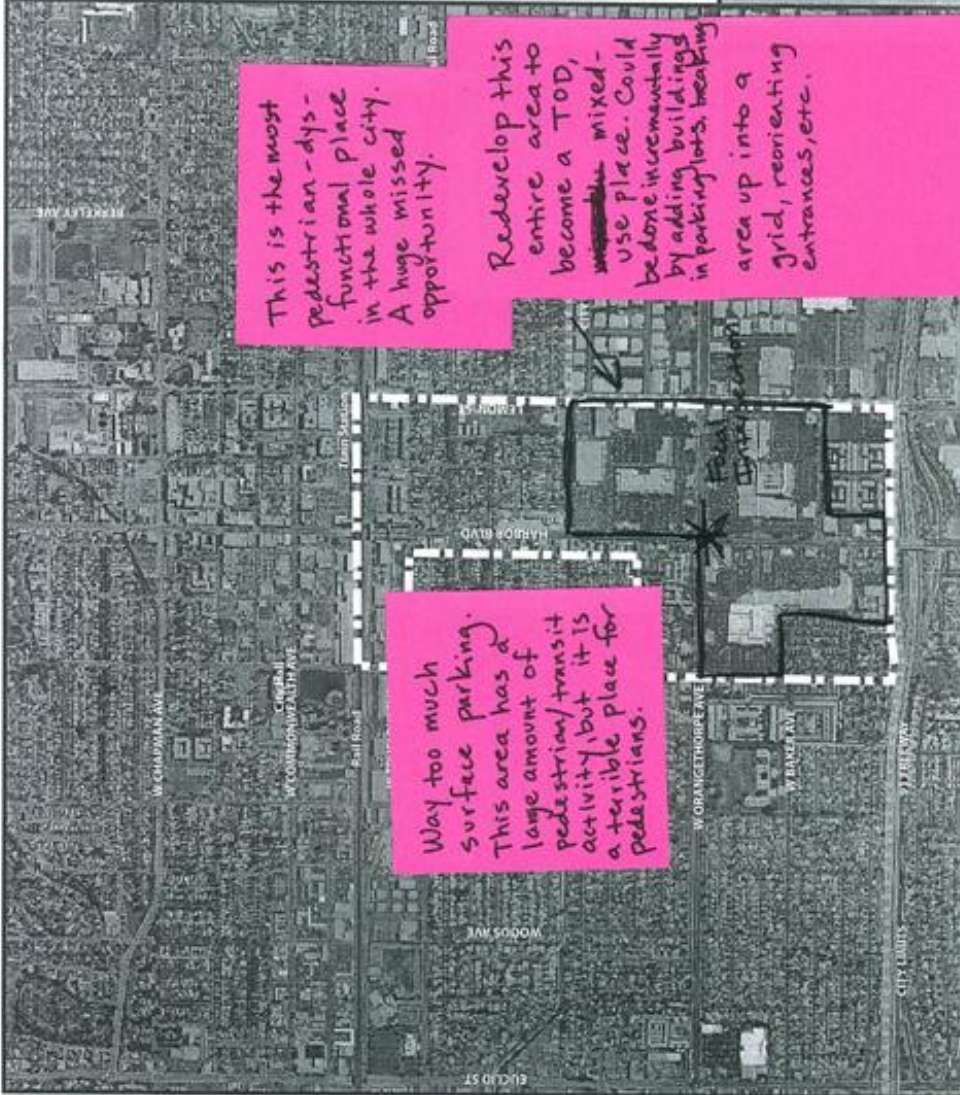 This is the most
pedestrian-dys-
functional place
in the whole city.
A huge missed
opportunity.
Redevelop this
entire area to
become a TOD,
mixed-
use place. Could
be done incrementally
by adding buildings
in parking lots, beaking
area up into a
grid, reorienting
entrances, etc.
Way too much
surface parking.
This area has a
large amount of
pedestrian/transit
activity, but it is
a terrible place for
pedestrians.
Focal
Intersection
BERKELEY AVE
W CHAPMAN AVE
City Hall
W COMMONWEALTH AVE
Train Station
Rail Road
LEMON ST
HARBOR BLVD
W ORANGETHORPE AVE
W BAKER AVE
WOODS AVE
EUCLID ST
CITY LIMITS